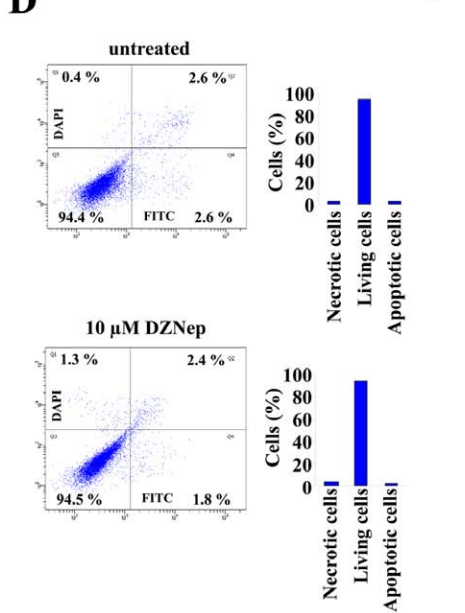 D
untreated
0.4 %
2.6 %
DAPI
94.4 %
FITC
2.6 %
Cells (%)
100
80
60
40
20
0
Necrotic cells
Living cells
Apoptotic cells
10 µM DZNep
1.3 %
2.4 %
DAPI
94.5 %
FITC
1.8 %
Cells (%)
100
80
60
40
20
0
Necrotic cells
Living cells
Apoptotic cells